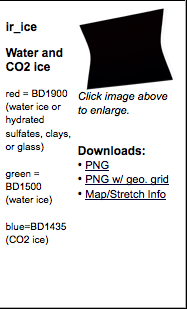 ir_ice
Water and
CO2 ice
red = BD1900
(water ice or
hydrated
sulfates, clays,
or glass)
green =
BD1500
(water ice)
blue=BD1435
(CO2 ice)
Click image above
to enlarge.
Downloads:
• PNG
• PNG w/ geo. grid
• Map/Stretch Info